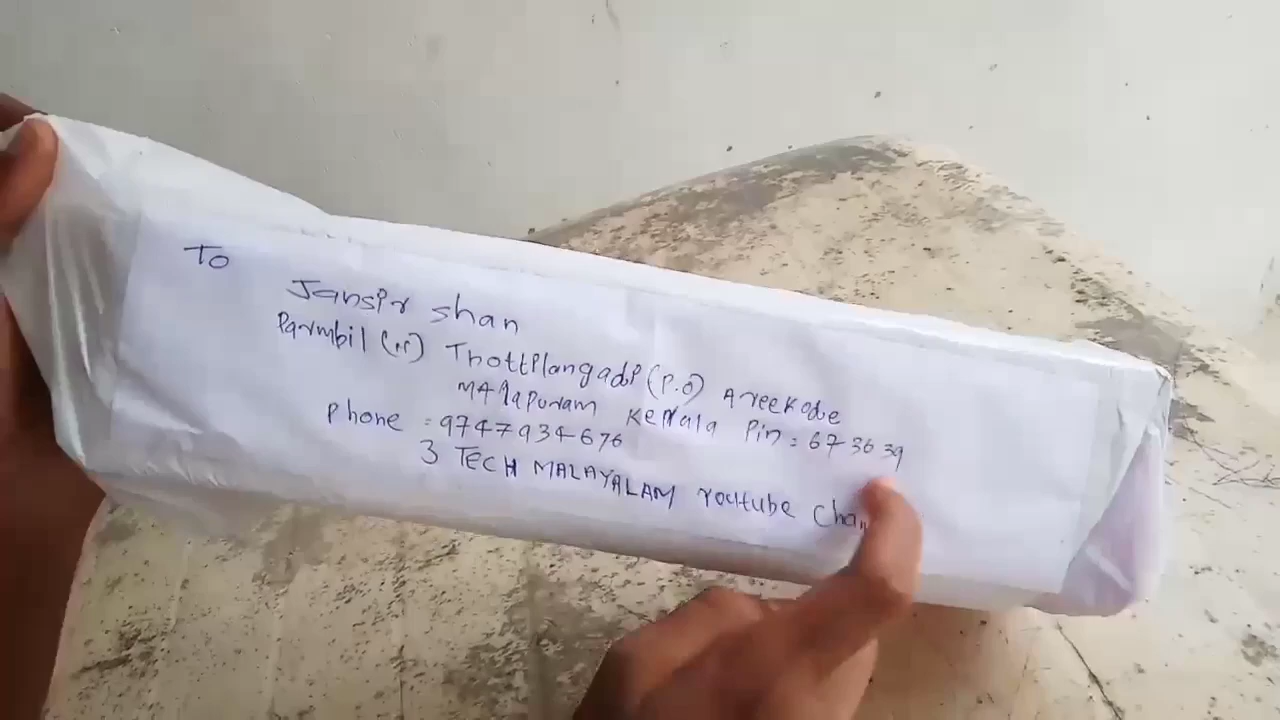 To
Jansir shan
Parmbil (H) Thottilangadi (P.O) Areekode
MAlapuram Kerala Pin = 673639
Phone : 9747934676
3 TECH MALAYALAM Youtube